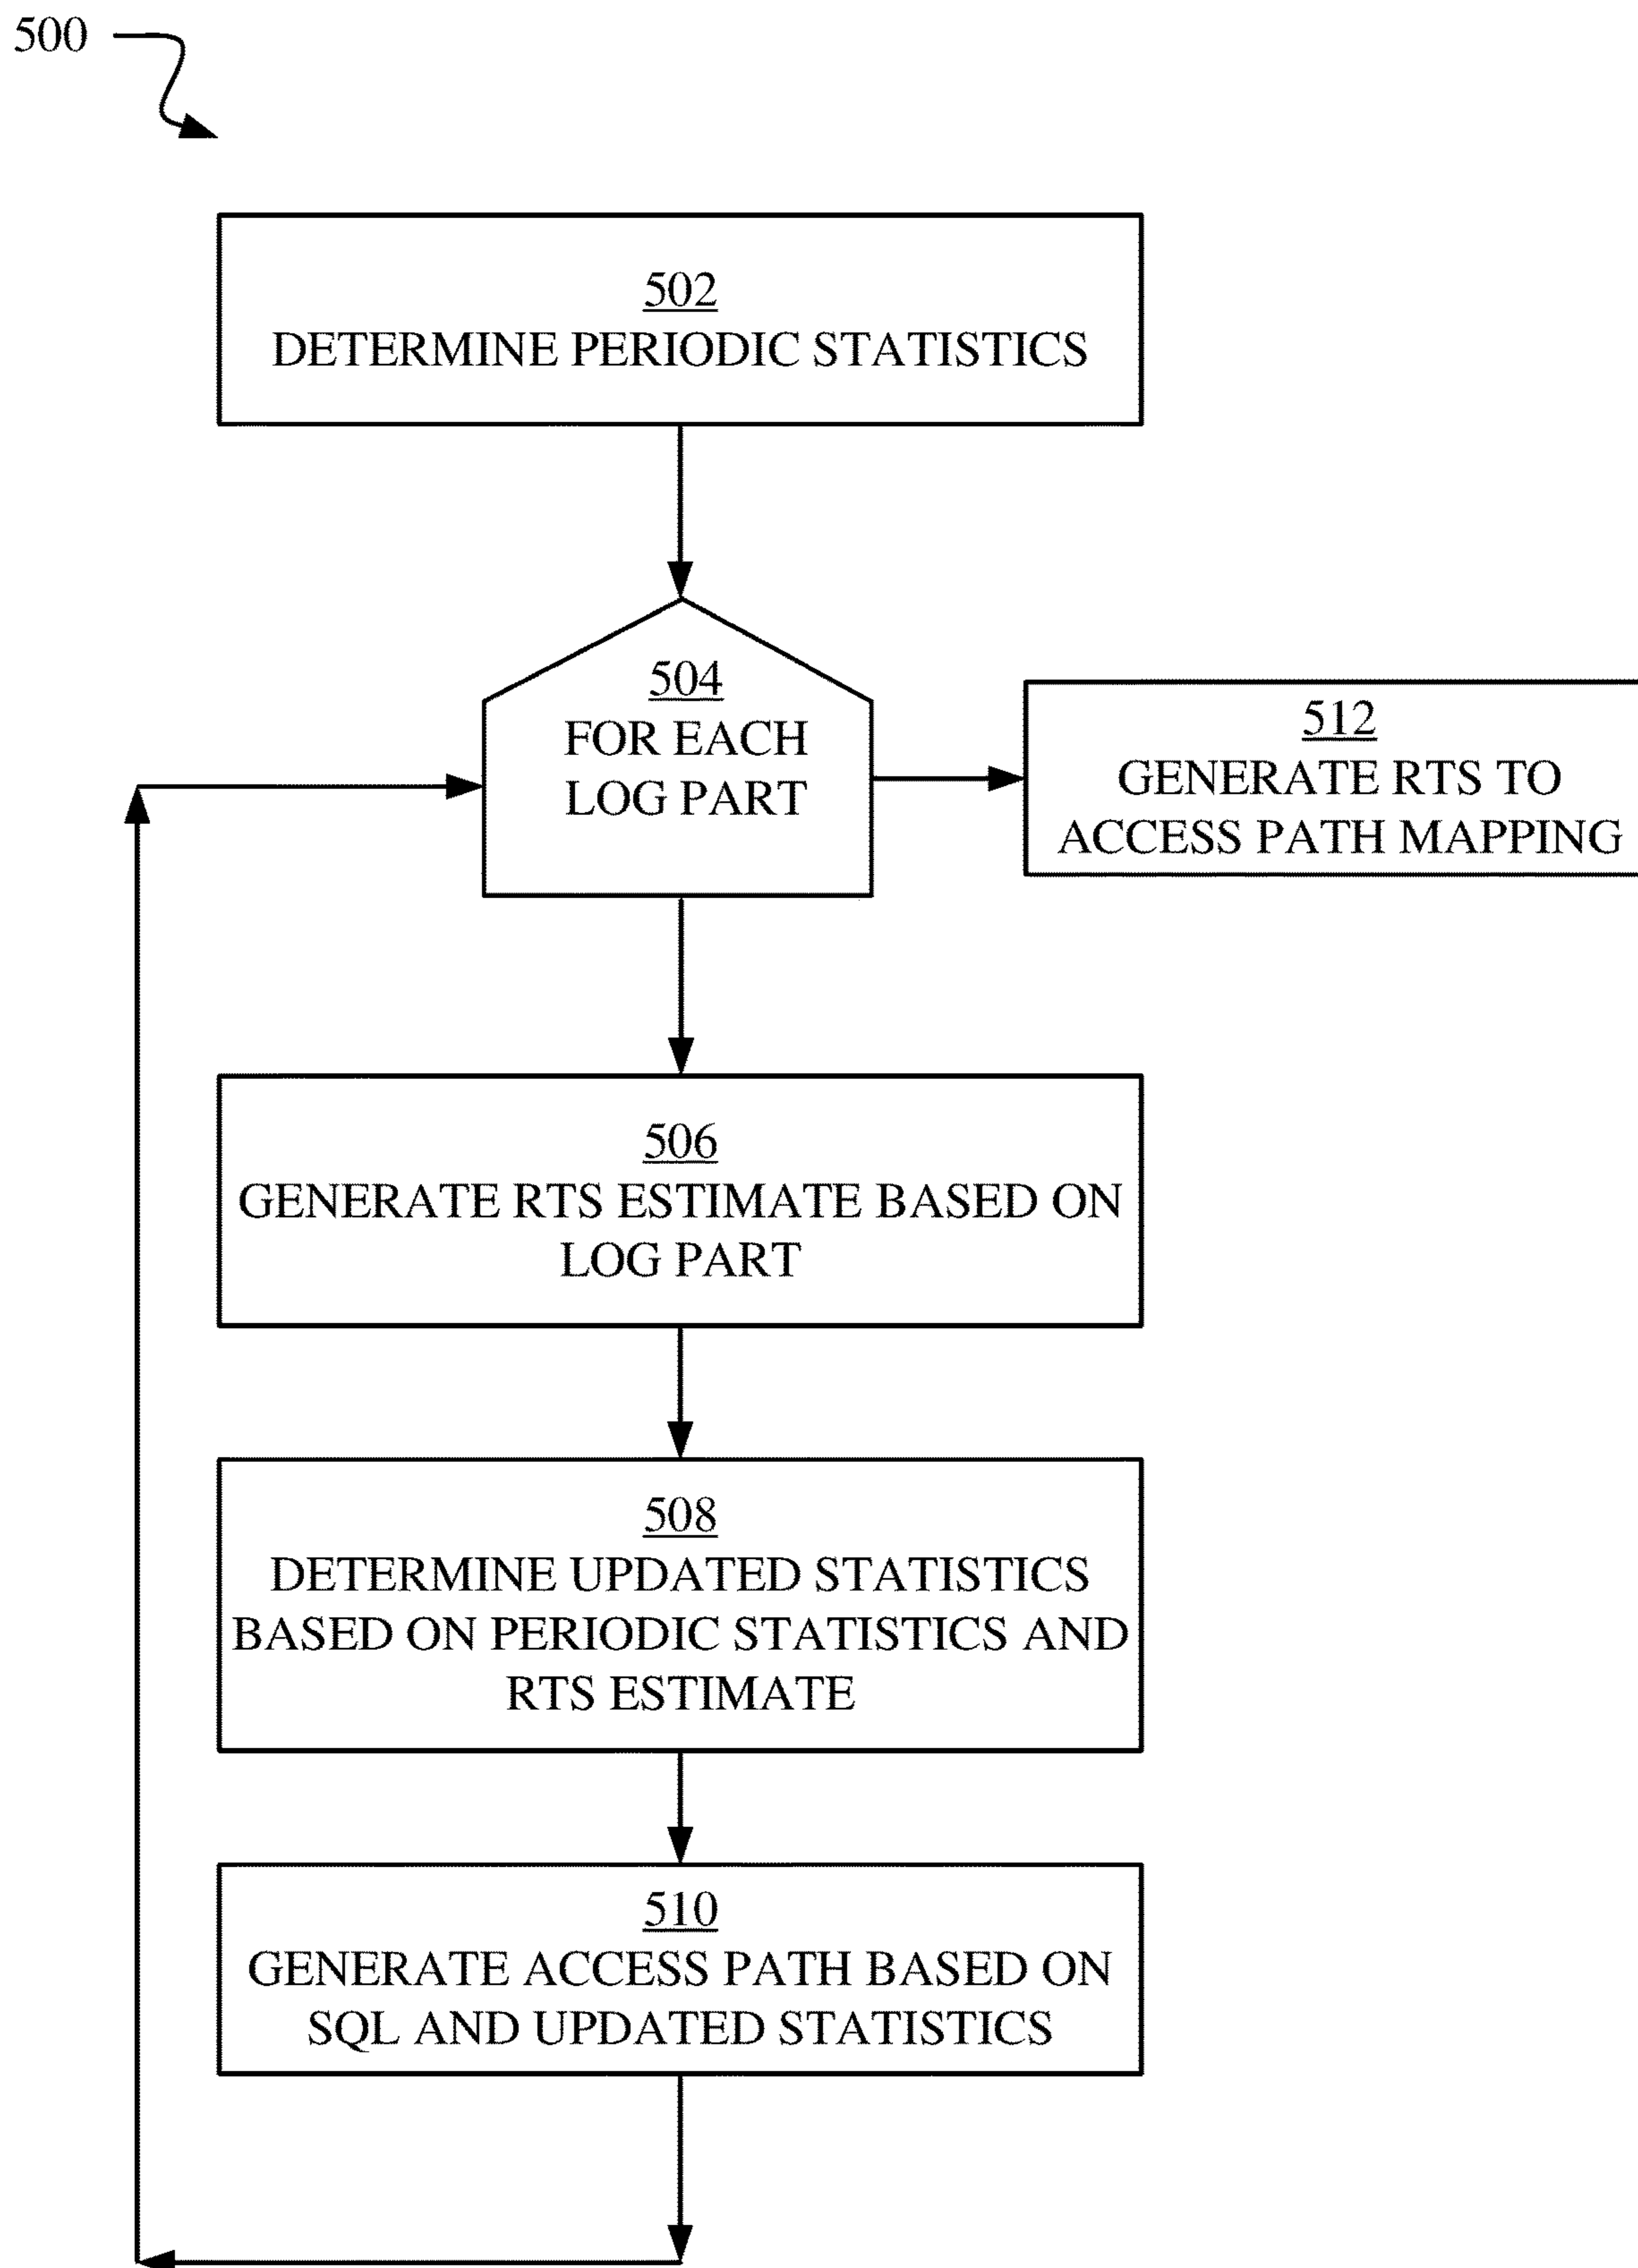 500
502
DETERMINE PERIODIC STATISTICS
504
FOR EACH
LOG PART
512
GENERATE RTS TO
ACCESS PATH MAPPING
506
GENERATE RTS ESTIMATE BASED ON
LOG PART
508
DETERMINE UPDATED STATISTICS
BASED ON PERIODIC STATISTICS AND
RTS ESTIMATE
510
GENERATE ACCESS PATH BASED ON
SQL AND UPDATED STATISTICS